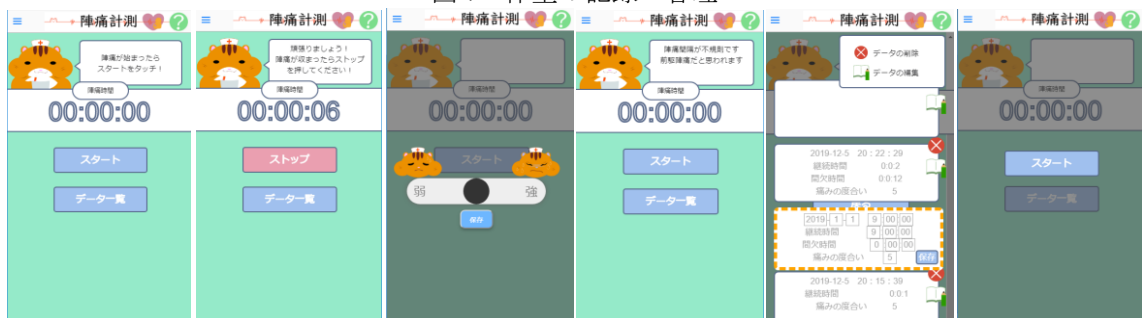 陣痛計測
陣痛が始まったら
スタートをタッチ!
陣痛時間
00:00:00
スタート
データ一覧
陣痛計測
頑張りましょう!
陣痛が収まったらストップ
を押してください!
陣痛時間
00:00:06
ストップ
データ一覧
陣痛計測
陣痛時間
00:00:00
スタート
弱
強
保存
陣痛計測
陣痛間隔が不規則です
前駆陣痛だと思われます
陣痛時間
00:00:00
スタート
データ一覧
陣痛計測
データの削除
データの編集
2019-12-5 20:22:29
継続時間 0:0:2
間欠時間 0:0:12
痛みの度合い 5
2019-1-1 9:00:00
継続時間 9:00:00
間欠時間 0:00:00
痛みの度合い 5 保存
2019-12-5 20:15:39
継続時間 0:0:1
痛みの度合い 5
陣痛計測
陣痛時間
00:00:00
スタート
データ一覧